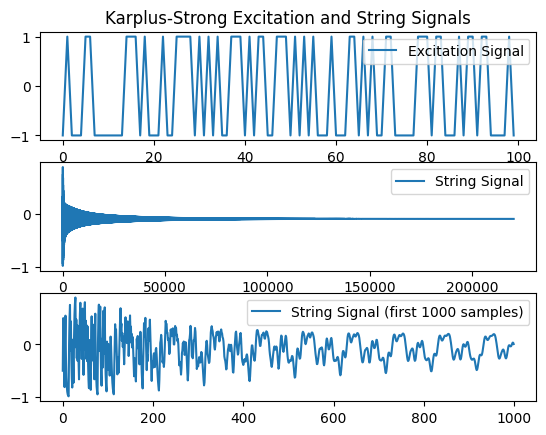 Karplus-Strong Excitation and String Signals
1
0
−1
Excitation Signal
0 20 40 60 80 100
0
−1
String Signal
0 50000 100000 150000 200000
0
−1
String Signal (first 1000 samples)
0 200 400 600 800 1000